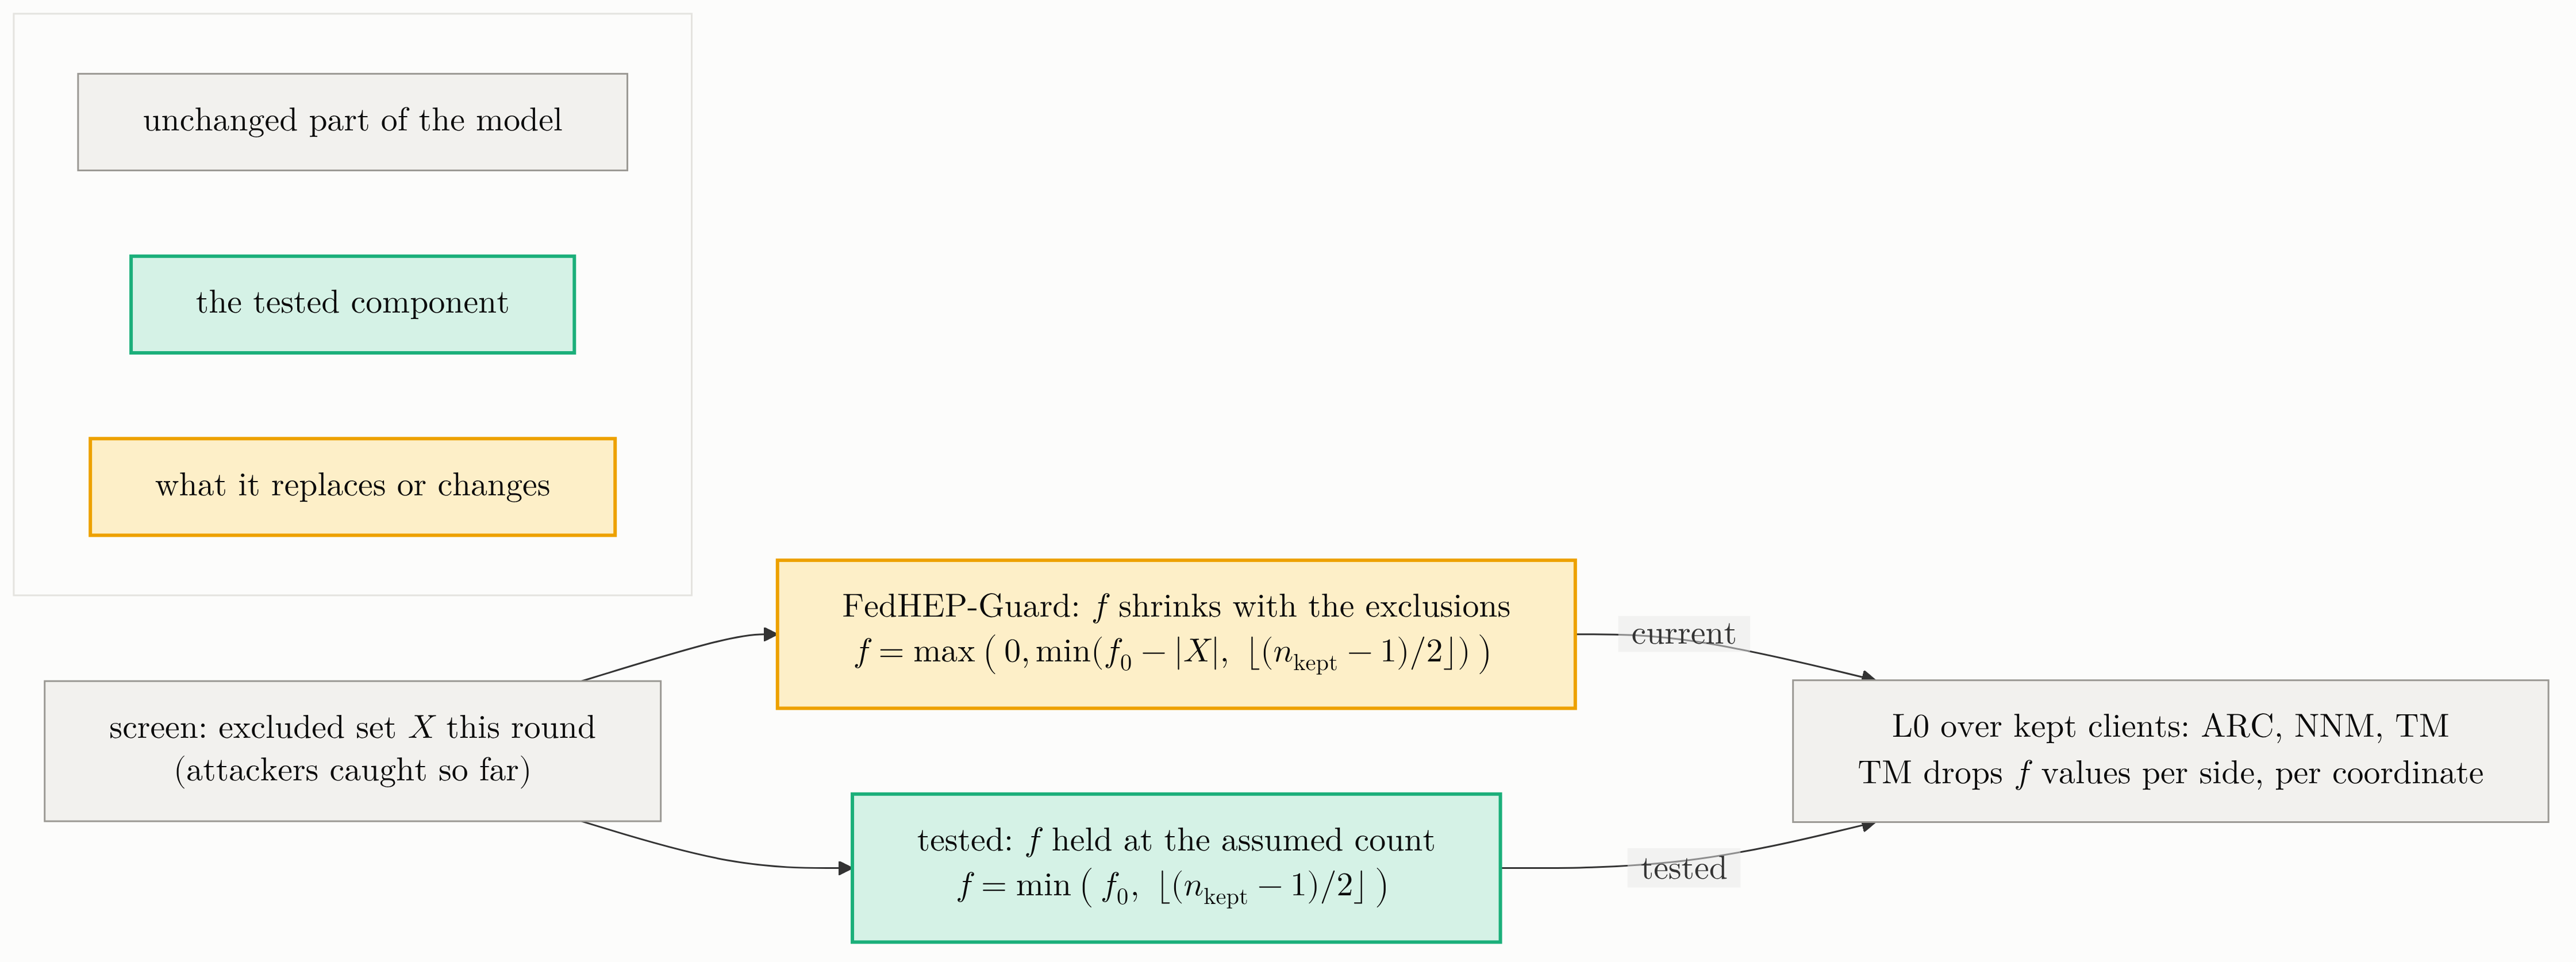 unchanged part of the model
the tested component
what it replaces or changes
FedHEP-Guard: f shrinks with the exclusions
f = max ( 0, min(f₀ − |X|, ⌊(n_kept − 1)/2⌋) )
current
screen: excluded set X this round
(attackers caught so far)
L0 over kept clients: ARC, NNM, TM
TM drops f values per side, per coordinate
tested: f held at the assumed count
f = min ( f₀, ⌊(n_kept − 1)/2⌋ )
tested